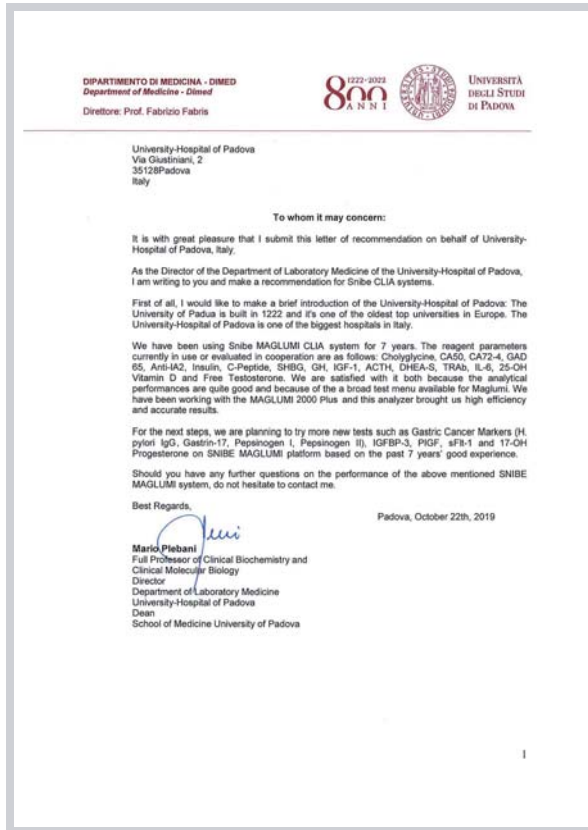 DIPARTIMENTO DI MEDICINA - DIMED
Department of Medicine - Dimed
Direttore: Prof. Fabrizio Fabris
1222-2022
800
ANNI
UNIVERSITÀ
DEGLI STUDI
DI PADOVA
University-Hospital of Padova
Via Giustiniani, 2
35128Padova
Italy
To whom it may concern:
It is with great pleasure that I submit this letter of recommendation on behalf of University-
Hospital of Padova, Italy.
As the Director of the Department of Laboratory Medicine of the University-Hospital of Padova,
I am writing to you and make a recommendation for Snibe CLIA systems.
First of all, I would like to make a brief introduction of the University-Hospital of Padova: The
University of Padua is built in 1222 and it's one of the oldest top universities in Europe. The
University-Hospital of Padova is one of the biggest hospitals in Italy.
We have been using Snibe MAGLUMI CLIA system for 7 years. The reagent parameters
currently in use or evaluated in cooperation are as follows: Cholyglycine, CA50, CA72-4, GAD
65, Anti-IA2, Insulin, C-Peptide, SHBG, GH, IGF-1, ACTH, DHEA-S, TRAb, IL-6, 25-OH
Vitamin D and Free Testosterone. We are satisfied with it both because the analytical
performances are quite good and because of the a broad test menu available for Maglumi. We
have been working with the MAGLUMI 2000 Plus and this analyzer brought us high efficiency
and accurate results.
For the next steps, we are planning to try more new tests such as Gastric Cancer Markers (H.
pylori IgG, Gastrin-17, Pepsinogen I, Pepsinogen II), IGFBP-3, PIGF, sFlt-1 and 17-OH
Progesterone on SNIBE MAGLUMI platform based on the past 7 years' good experience.
Should you have any further questions on the performance of the above mentioned SNIBE
MAGLUMI system, do not hesitate to contact me.
Best Regards,
Padova, October 22th, 2019
Mario Plebani
Full Professor of Clinical Biochemistry and
Clinical Molecular Biology
Director
Department of Laboratory Medicine
University-Hospital of Padova
Dean
School of Medicine University of Padova
1